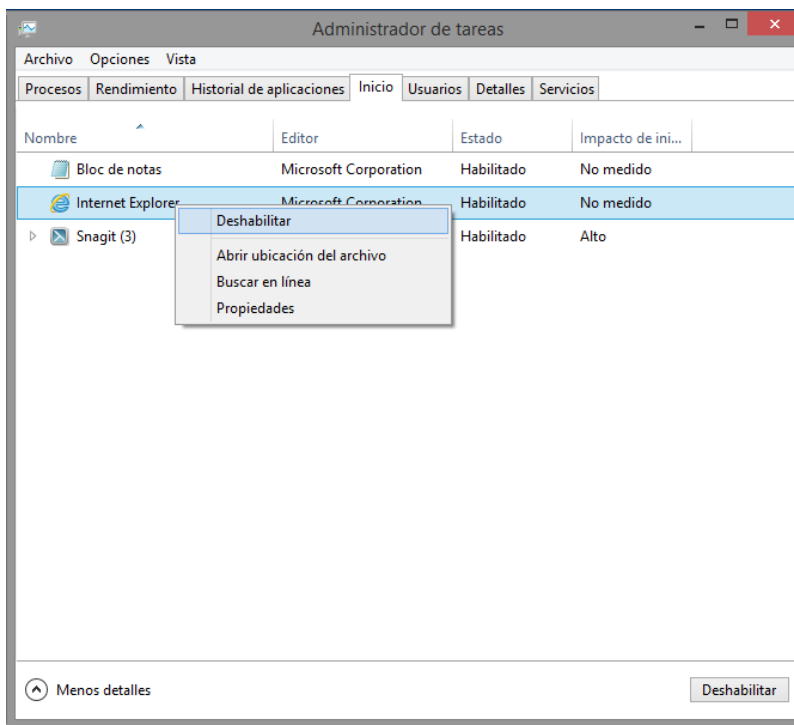 Administrador de tareas
Archivo Opciones Vista
Procesos Rendimiento Historial de aplicaciones Inicio Usuarios Detalles Servicios
Nombre Editor Estado Impacto de ini...
Bloc de notas Microsoft Corporation Habilitado No medido
Internet Explorer Microsoft Corporation Habilitado No medido
Deshabilitar
Snagit (3) Habilitado Alto
Abrir ubicación del archivo
Buscar en línea
Propiedades
Menos detalles Deshabilitar